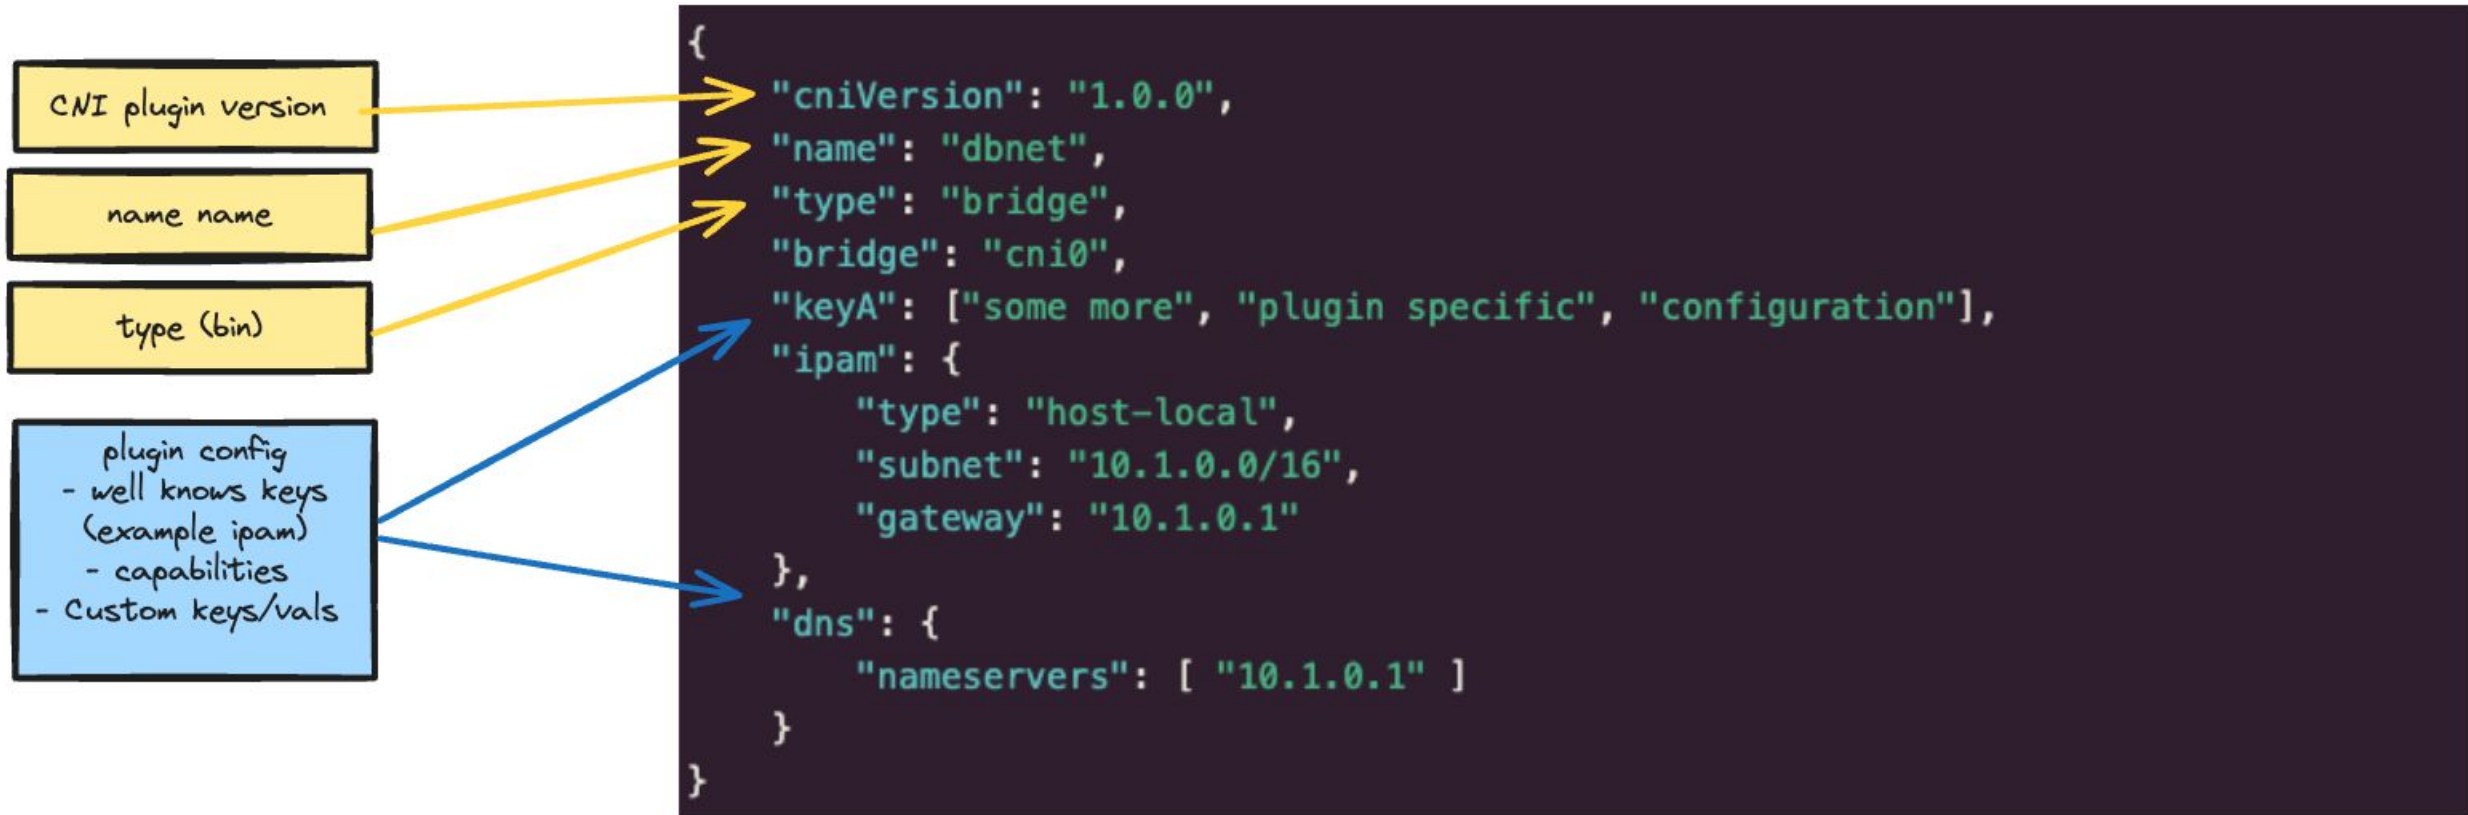 CNI plugin version
name name
type (bin)
plugin config
- well knows keys
(example ipam)
- capabilities
- Custom keys/vals
{
    "cniVersion": "1.0.0",
    "name": "dbnet",
    "type": "bridge",
    "bridge": "cni0",
    "keyA": ["some more", "plugin specific", "configuration"],
    "ipam": {
        "type": "host-local",
        "subnet": "10.1.0.0/16",
        "gateway": "10.1.0.1"
    },
    "dns": {
        "nameservers": [ "10.1.0.1" ]
    }
}